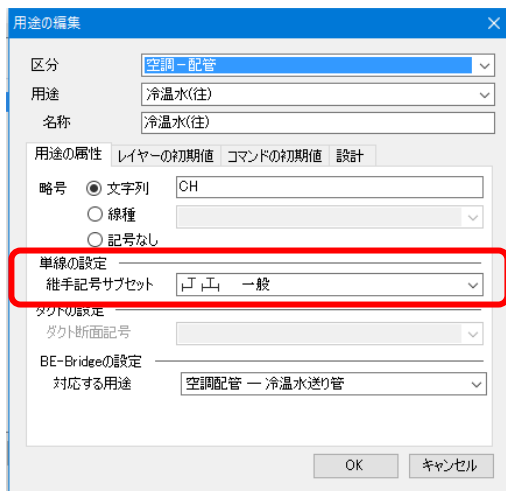 用途の編集
区分 空調－配管
用途 冷温水(往)
名称 冷温水(往)
用途の属性 レイヤーの初期値 コマンドの初期値 設計
略号 文字列 CH
線種
記号なし
単線の設定
継手記号サブセット 一般
ダクトの設定
ダクト断面記号
BE-Bridgeの設定
対応する用途 空調配管 ― 冷温水送り管
OK キャンセル